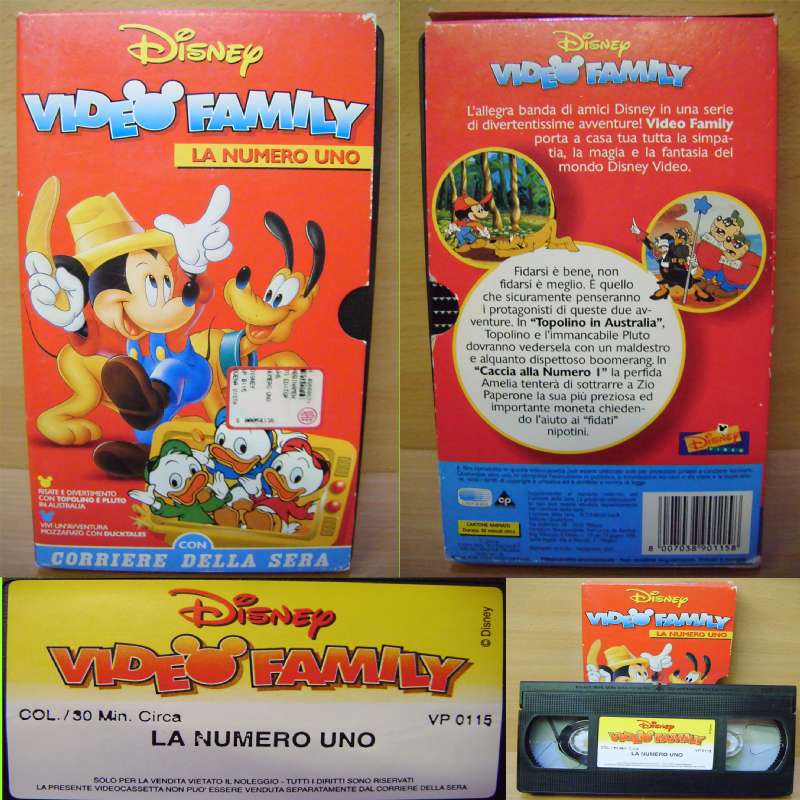 Disney
VIDEO FAMILY
LA NUMERO UNO
RISATE E DIVERTIMENTO
CON TOPOLINO E PLUTO
IN AUSTRALIA
VIVI UN'AVVENTURA
MOZZAFIATO CON DUCKTALES
CON
CORRIERE DELLA SERA
Disney
VIDEO FAMILY
L'allegra banda di amici Disney in una serie
di divertentissime avventure! Video Family
porta a casa tua tutta la simpa-
tia, la magia e la fantasia del
mondo Disney Video.
Fidarsi è bene, non
fidarsi è meglio. È quello
che sicuramente penseranno
i protagonisti di queste due av-
venture. In "Topolino in Australia",
Topolino e l'immancabile Pluto
dovranno vedersela con un maldestro
e alquanto dispettoso boomerang. In
"Caccia alla Numero 1" la perfida
Amelia tenterà di sottrarre a Zio
Paperone la sua più preziosa ed
importante moneta chieden-
do l'aiuto ai "fidati"
nipotini.
Disney
VIDEO
CARTONI ANIMATI
8 007038 901158
Disney
VIDEO FAMILY
© Disney
COL./30 Min. Circa
VP 0115
LA NUMERO UNO
SOLO PER LA VENDITA VIETATO IL NOLEGGIO - TUTTI I DIRITTI SONO RISERVATI
LA PRESENTE VIDEOCASSETTA NON PUO' ESSERE VENDUTA SEPARATAMENTE DAL CORRIERE DELLA SERA
Disney
VIDEO FAMILY
LA NUMERO UNO
Disney
VIDEO FAMILY
COL./30 Min. Circa
VP 0115
LA NUMERO UNO